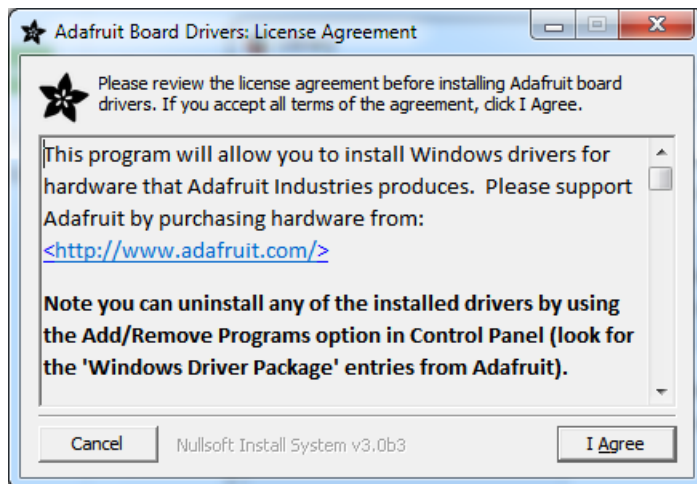 Adafruit Board Drivers: License Agreement
Please review the license agreement before installing Adafruit board
drivers. If you accept all terms of the agreement, click I Agree.
This program will allow you to install Windows drivers for
hardware that Adafruit Industries produces.  Please support
Adafruit by purchasing hardware from:
<http://www.adafruit.com/>
Note you can uninstall any of the installed drivers by using
the Add/Remove Programs option in Control Panel (look for
the 'Windows Driver Package' entries from Adafruit).
Cancel
Nullsoft Install System v3.0b3
I Agree